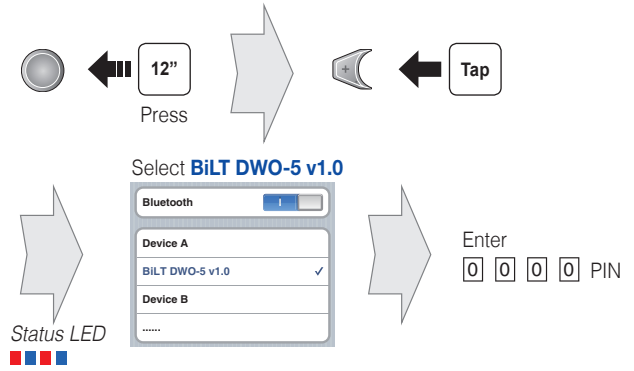 12”
Press
+
Tap
Select BiLT DWO-5 v1.0
Bluetooth
I
Device A
BiLT DWO-5 v1.0 ✓
Device B
......
Enter
0 0 0 0 PIN
Status LED